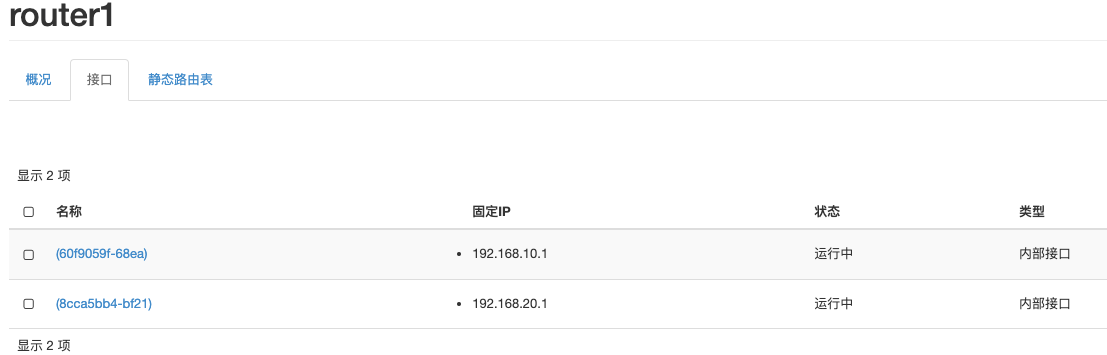 router1
概况 接口 静态路由表
显示 2 项
名称 固定IP 状态 类型
(60f9059f-68ea) • 192.168.10.1 运行中 内部接口
(8cca5bb4-bf21) • 192.168.20.1 运行中 内部接口
显示 2 项